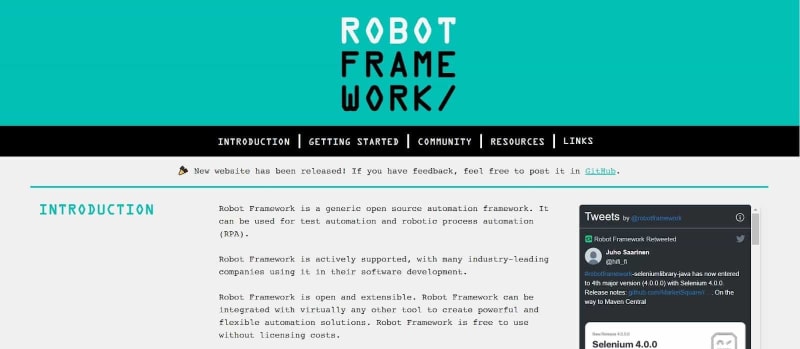 ROBOT
FRAME
WORK/
INTRODUCTION
GETTING STARTED
COMMUNITY
RESOURCES
LINKS
New website has been released! If you have feedback, feel free to post it in GitHub.
INTRODUCTION
Robot Framework is a generic open source automation framework. It
can be used for test automation and robotic process automation
(RPA).
Robot Framework is actively supported, with many industry-leading
companies using it in their software development.
Robot Framework is open and extensible. Robot Framework can be
integrated with virtually any other tool to create powerful and
flexible automation solutions. Robot Framework is free to use
without licensing costs.
Tweets by @robotframework
Robot Framework Retweeted
Juho Saarinen
@hifi_fi
#robotframework-seleniumlibrary-java has now entered
to 4th major version (4.0.0.0) with Selenium 4.0.0.
Release notes: github.com/MarketSquare/r… On the
way to Maven Central
Selenium 4.0.0